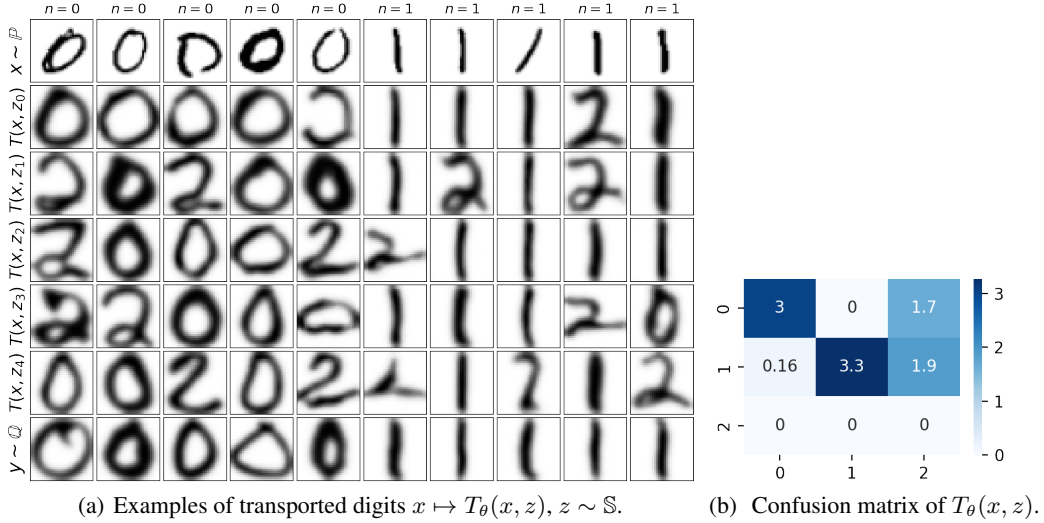 n = 0 n = 0 n = 0 n = 0 n = 0 n = 1 n = 1 n = 1 n = 1 n = 1
x ~ ℙ
T(x, z₀)
T(x, z₁)
T(x, z₂)
T(x, z₃)
T(x, z₄)
y ~ ℚ
0 3 0 1.7
1 0.16 3.3 1.9
2 0 0 0
0 1 2
3
2
1
0
(a) Examples of transported digits x ↦ T_θ(x, z), z ~ 𝕊.
(b) Confusion matrix of T_θ(x, z).